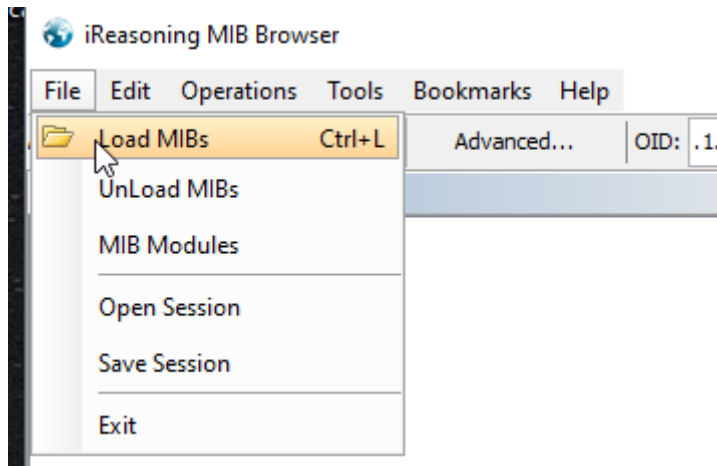 iReasoning MIB Browser
File Edit Operations Tools Bookmarks Help
Load MIBs Ctrl+L
Advanced... OID: .1.
UnLoad MIBs
MIB Modules
Open Session
Save Session
Exit